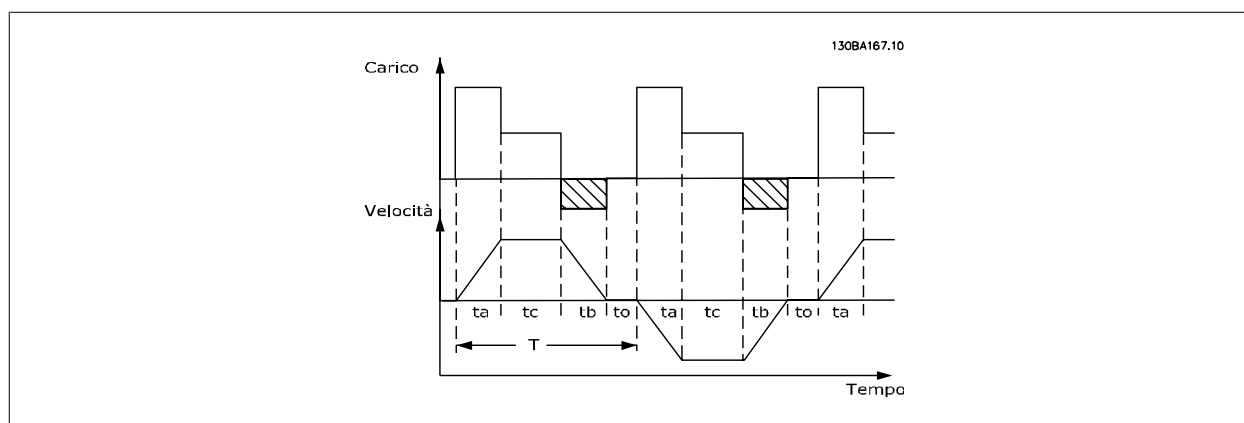 130BA167.10
Carico
Velocità
ta tc tb to ta tc tb to ta
T
Tempo